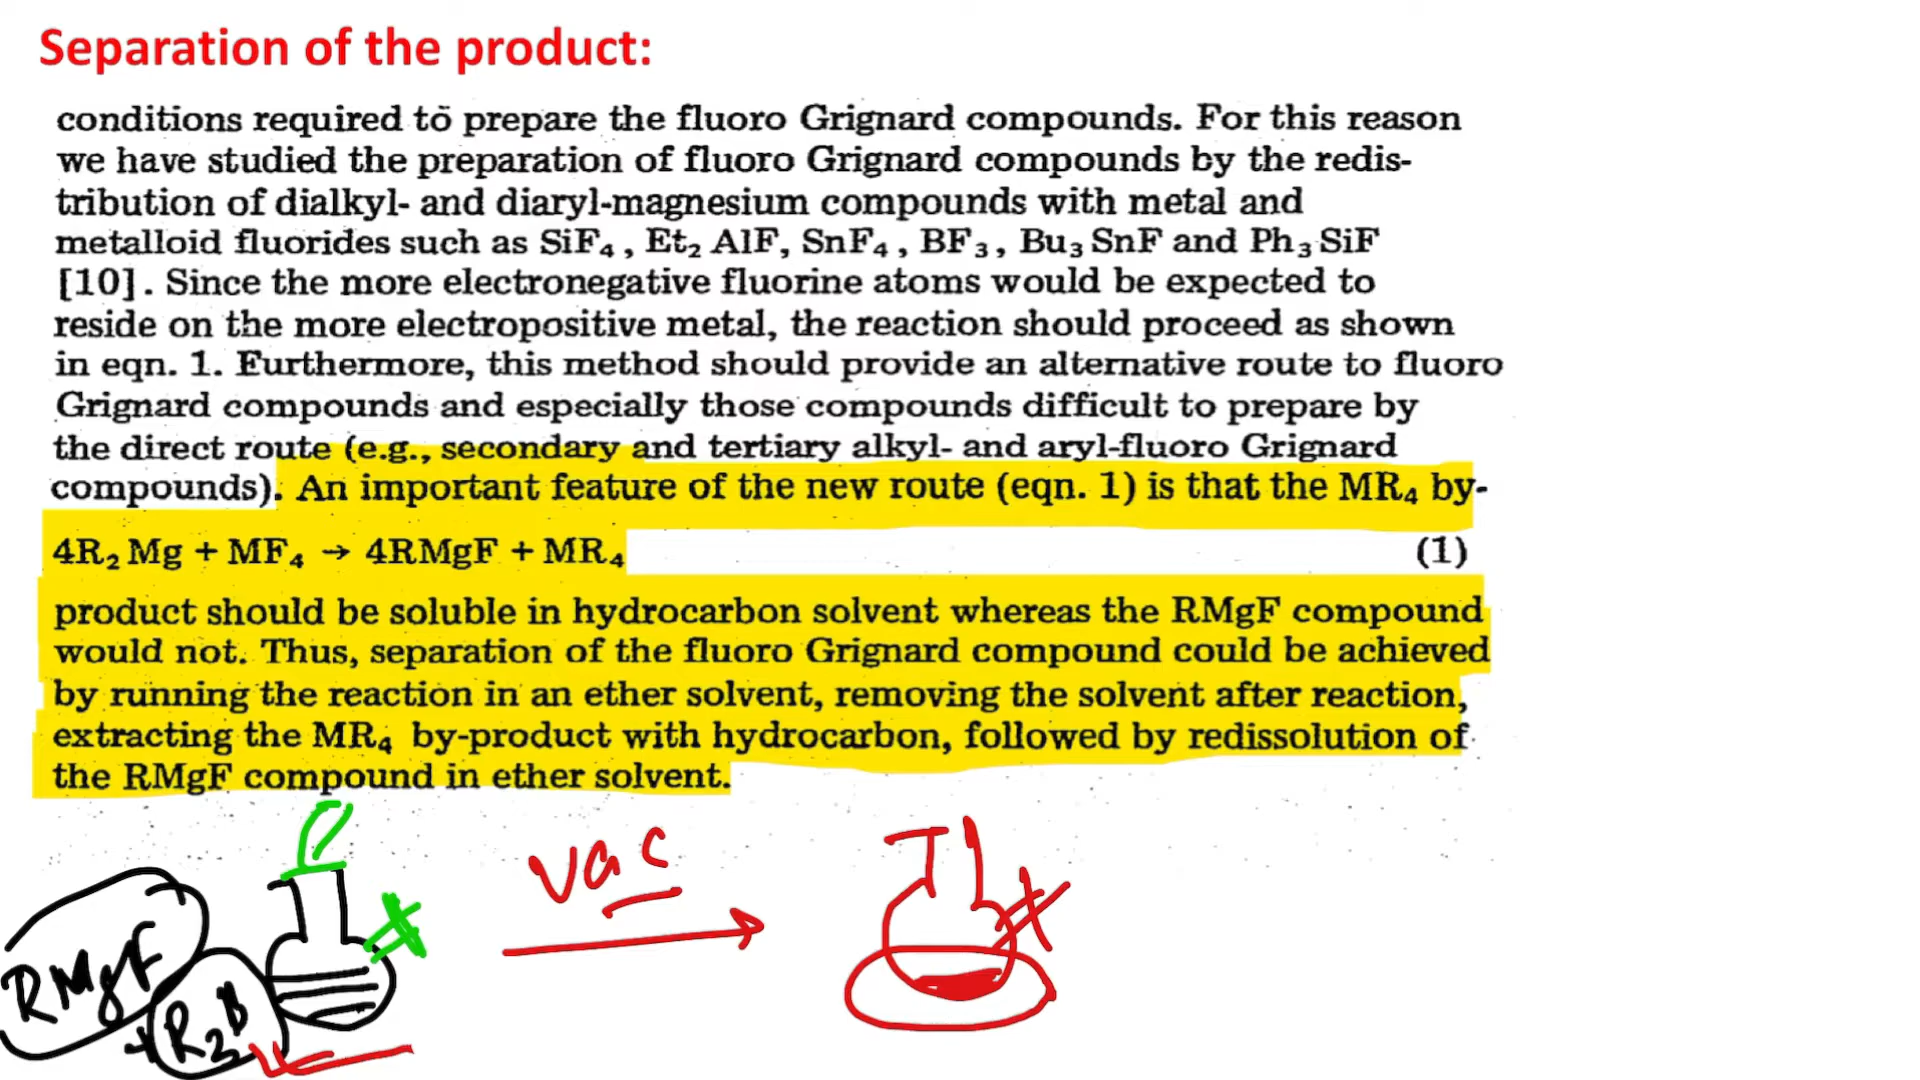 Separation of the product:
conditions required to prepare the fluoro Grignard compounds. For this reason
we have studied the preparation of fluoro Grignard compounds by the redis-
tribution of dialkyl- and diaryl-magnesium compounds with metal and
metalloid fluorides such as SiF₄, Et₂AlF, SnF₄, BF₃, Bu₃SnF and Ph₃SiF
[10]. Since the more electronegative fluorine atoms would be expected to
reside on the more electropositive metal, the reaction should proceed as shown
in eqn. 1. Furthermore, this method should provide an alternative route to fluoro
Grignard compounds and especially those compounds difficult to prepare by
the direct route (e.g., secondary and tertiary alkyl- and aryl-fluoro Grignard
compounds). An important feature of the new route (eqn. 1) is that the MR₄ by-
4R₂Mg + MF₄ → 4RMgF + MR₄ (1)
product should be soluble in hydrocarbon solvent whereas the RMgF compound
would not. Thus, separation of the fluoro Grignard compound could be achieved
by running the reaction in an ether solvent, removing the solvent after reaction,
extracting the MR₄ by-product with hydrocarbon, followed by redissolution of
the RMgF compound in ether solvent.
vac
RMgF
+ R₃B